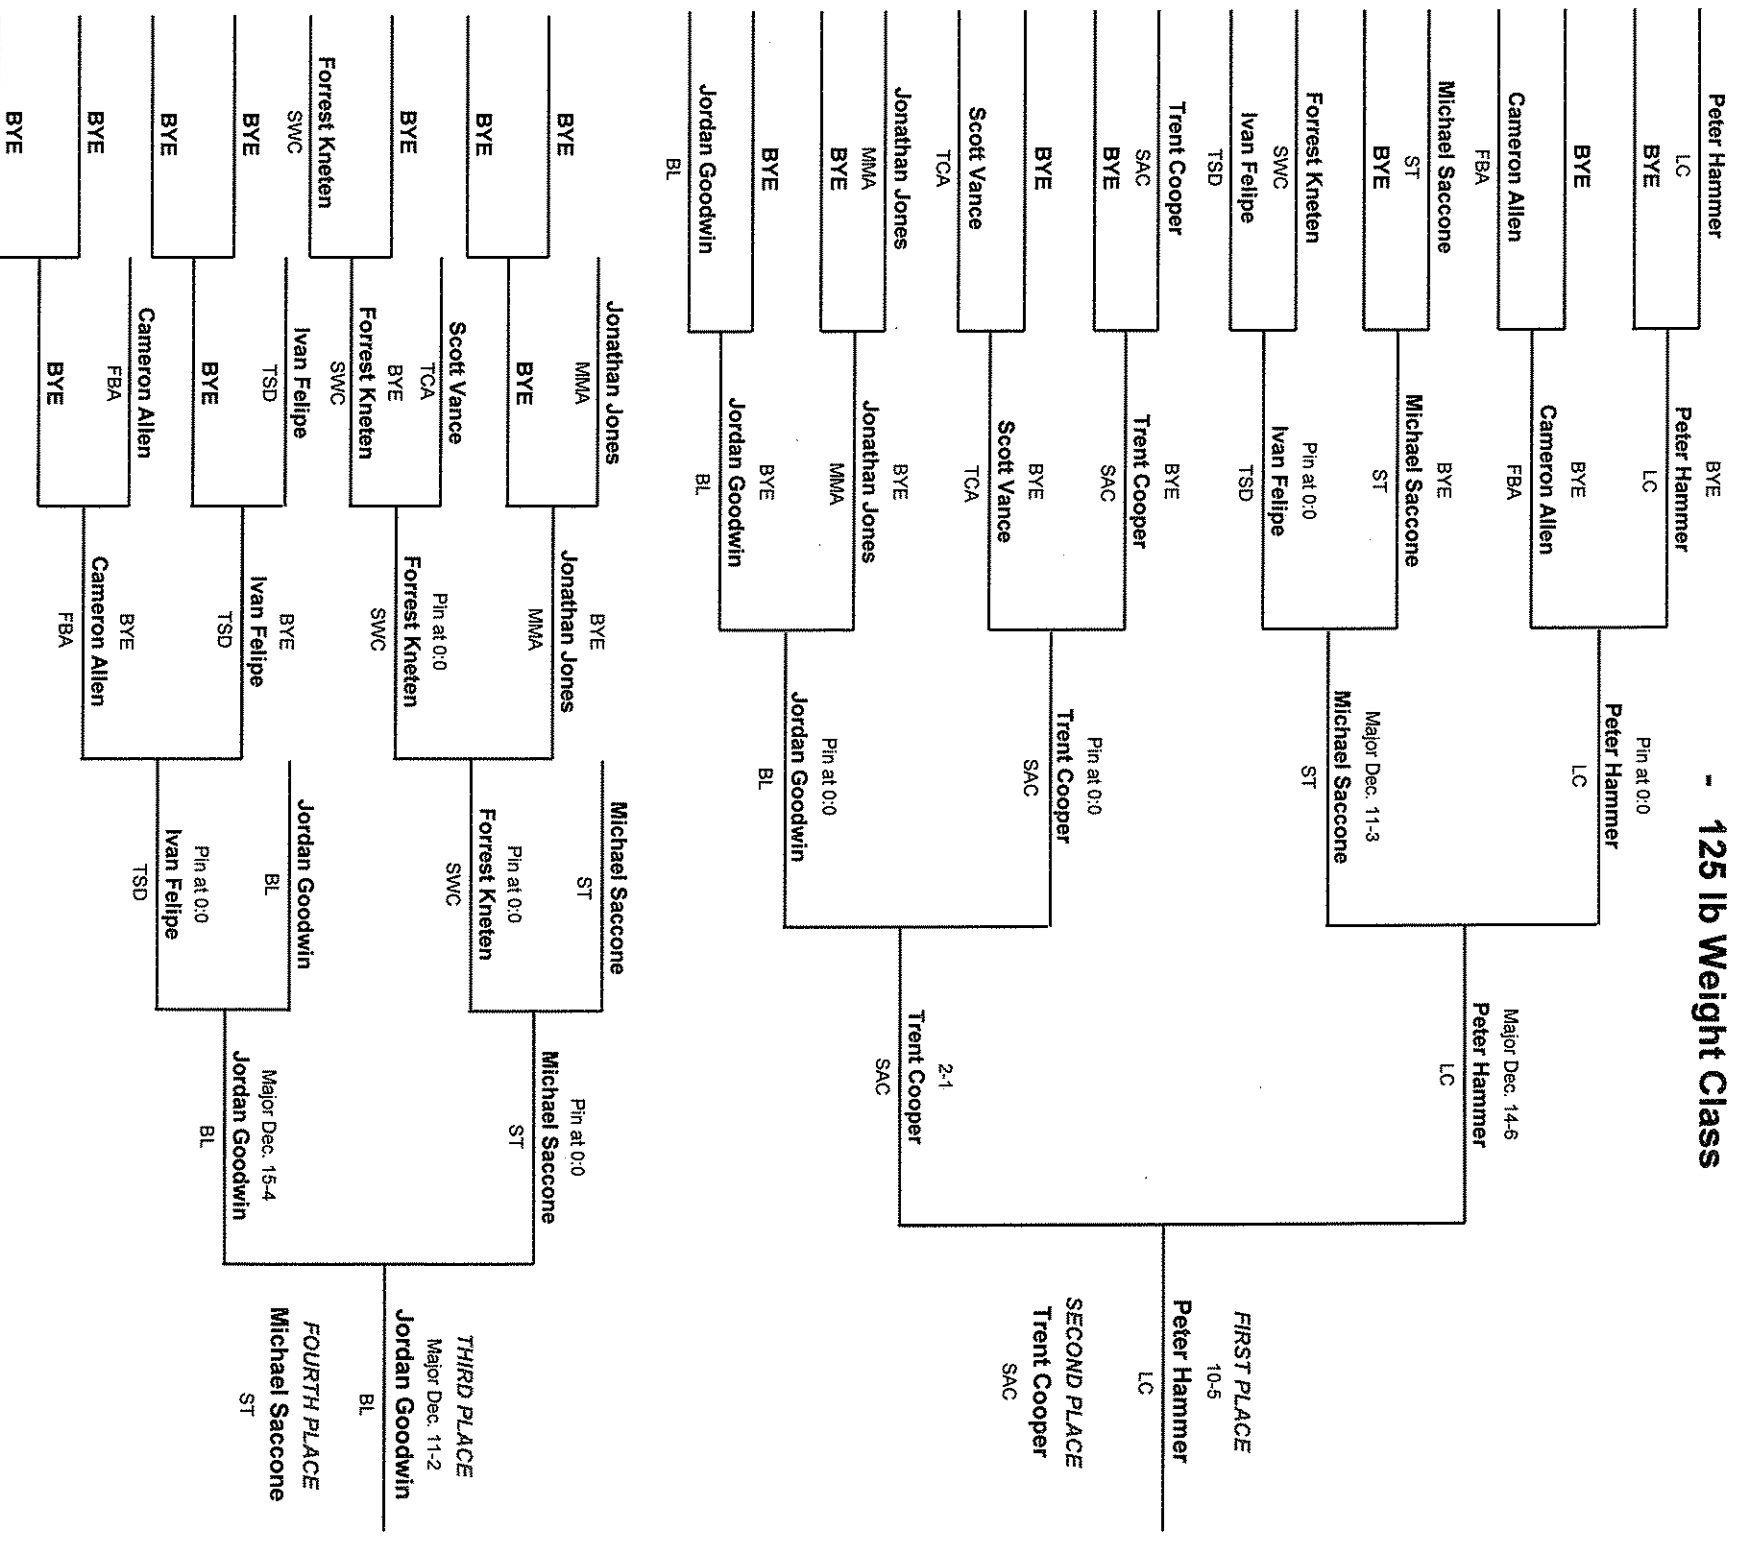 - 125 lb Weight Class
Peter Hammer
LC
BYE
BYE
Cameron Allen
FBA
Michael Saccone
ST
BYE
Forrest Kneten
SWC
Ivan Felipe
TSD
Trent Cooper
SAC
BYE
BYE
Scott Vance
TCA
Jonathan Jones
MMA
BYE
BYE
Jordan Goodwin
BL
BYE
Peter Hammer
LC
BYE
Cameron Allen
FBA
BYE
Michael Saccone
ST
Pin at 0:0
Ivan Felipe
TSD
BYE
Trent Cooper
SAC
BYE
Scott Vance
TCA
BYE
Jonathan Jones
MMA
BYE
Jordan Goodwin
BL
Pin at 0:0
Peter Hammer
LC
Major Dec. 11-3
Michael Saccone
ST
Pin at 0:0
Trent Cooper
SAC
Pin at 0:0
Jordan Goodwin
BL
Major Dec. 14-6
Peter Hammer
LC
2-1
Trent Cooper
SAC
FIRST PLACE
10-5
Peter Hammer
LC
SECOND PLACE
Trent Cooper
SAC
BYE
BYE
BYE
Forrest Kneten
SWC
BYE
BYE
BYE
BYE
Jonathan Jones
MMA
BYE
Scott Vance
TCA
BYE
Forrest Kneten
SWC
Ivan Felipe
TSD
BYE
Cameron Allen
FBA
BYE
BYE
Jonathan Jones
MMA
Pin at 0:0
Forrest Kneten
SWC
BYE
Ivan Felipe
TSD
BYE
Cameron Allen
FBA
Michael Saccone
ST
Pin at 0:0
Forrest Kneten
SWC
Jordan Goodwin
BL
Pin at 0:0
Ivan Felipe
TSD
Pin at 0:0
Michael Saccone
ST
Major Dec. 15-4
Jordan Goodwin
BL
THIRD PLACE
Major Dec. 11-2
Jordan Goodwin
BL
FOURTH PLACE
Michael Saccone
ST